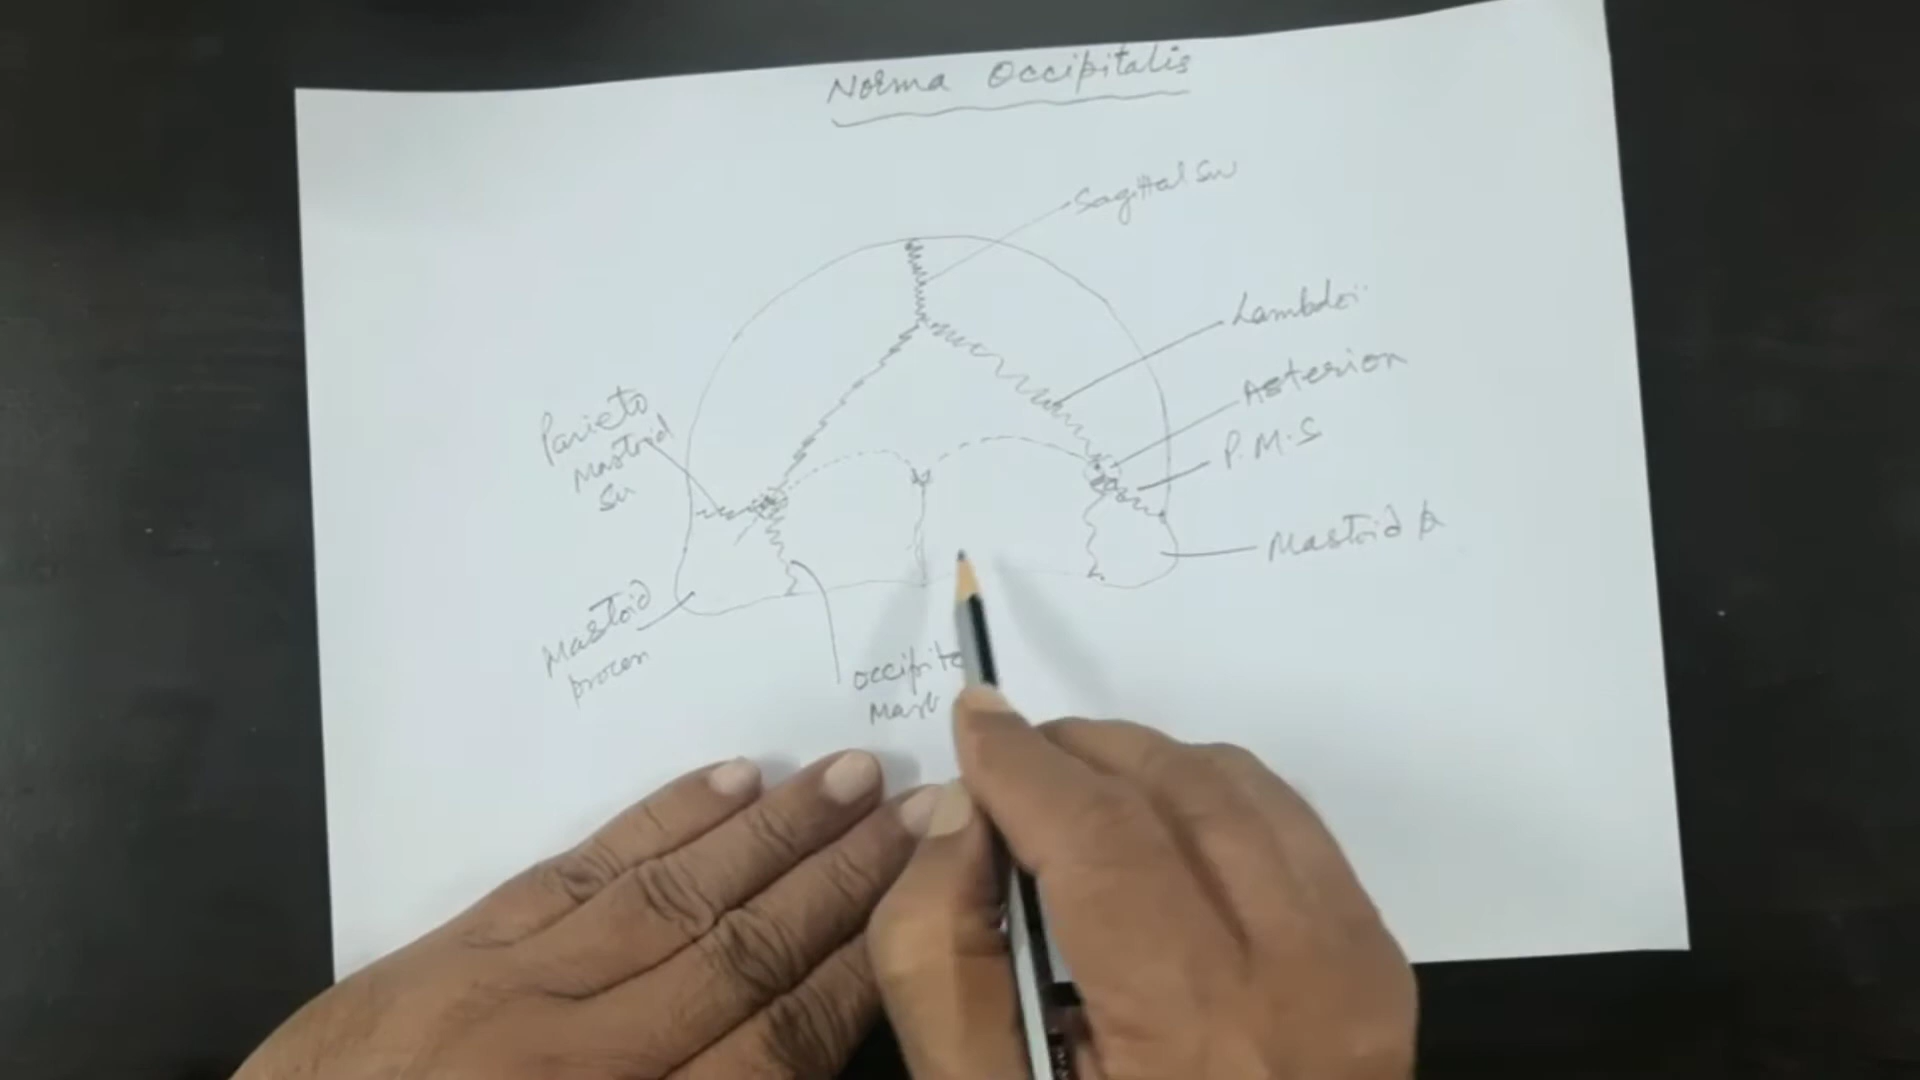 Norma Occipitalis
Sagittal Su
Lambdoi
Asterion
P.M.S
Mastoid p
Parieto
Mastoid
Su
Mastoid
process
occipito
Mast